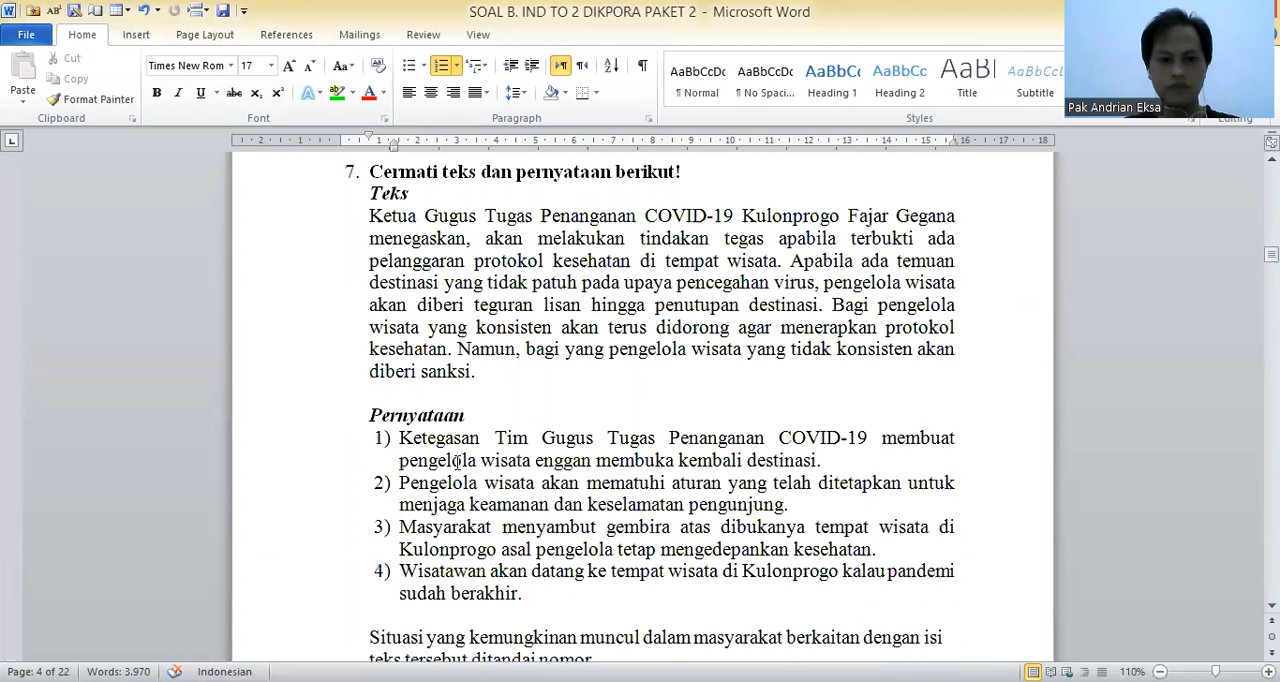 SOAL B. IND TO 2 DIKPORA PAKET 2 - Microsoft Word
File Home Insert Page Layout References Mailings Review View
Cut
Copy
Format Painter
Paste
Clipboard
Times New Rom 17
Font
Paragraph
AaBbCcDc AaBbCcDc AaBbCc AaBbCc AaBl AaBbCc
¶ Normal ¶ No Spaci... Heading 1 Heading 2 Title Subtitle
Styles
Editing
Pak Andrian Eksa
7. Cermati teks dan pernyataan berikut!
Teks
Ketua Gugus Tugas Penanganan COVID-19 Kulonprogo Fajar Gegana
menegaskan, akan melakukan tindakan tegas apabila terbukti ada
pelanggaran protokol kesehatan di tempat wisata. Apabila ada temuan
destinasi yang tidak patuh pada upaya pencegahan virus, pengelola wisata
akan diberi teguran lisan hingga penutupan destinasi. Bagi pengelola
wisata yang konsisten akan terus didorong agar menerapkan protokol
kesehatan. Namun, bagi yang pengelola wisata yang tidak konsisten akan
diberi sanksi.
Pernyataan
1) Ketegasan Tim Gugus Tugas Penanganan COVID-19 membuat
pengelola wisata enggan membuka kembali destinasi.
2) Pengelola wisata akan mematuhi aturan yang telah ditetapkan untuk
menjaga keamanan dan keselamatan pengunjung.
3) Masyarakat menyambut gembira atas dibukanya tempat wisata di
Kulonprogo asal pengelola tetap mengedepankan kesehatan.
4) Wisatawan akan datang ke tempat wisata di Kulonprogo kalau pandemi
sudah berakhir.
Situasi yang kemungkinan muncul dalam masyarakat berkaitan dengan isi
teks tersebut ditandai nomor
Page: 4 of 22 Words: 3.970 Indonesian 110%